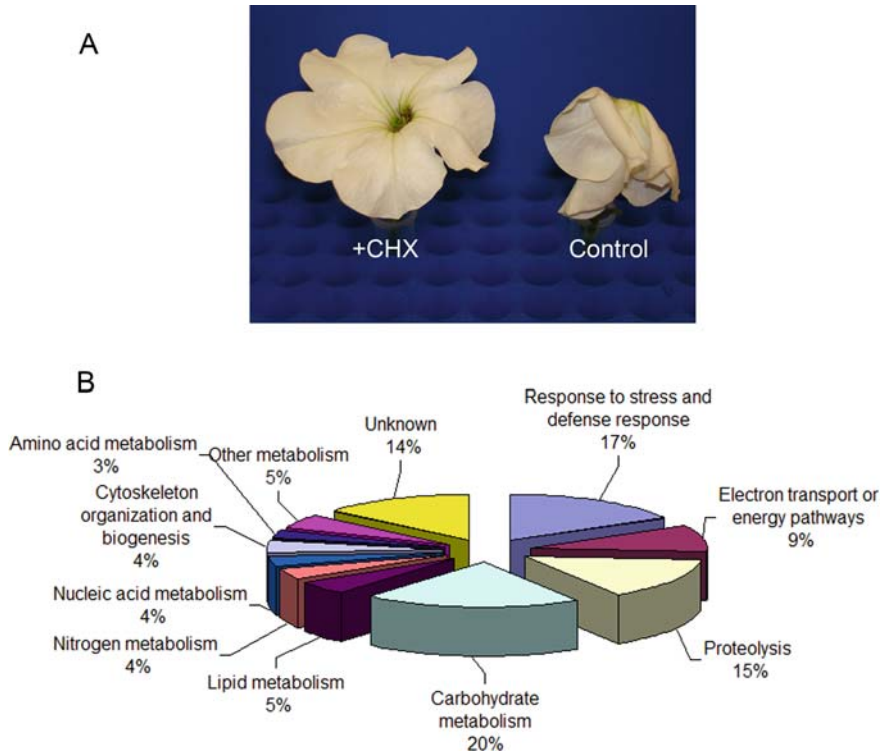 A
+CHX
Control
B
Unknown
14%
Response to stress and
defense response
17%
Amino acid metabolism
3%
Other metabolism
5%
Electron transport or
energy pathways
9%
Cytoskeleton
organization and
biogenesis
4%
Nucleic acid metabolism
4%
Nitrogen metabolism
4%
Lipid metabolism
5%
Carbohydrate
metabolism
20%
Proteolysis
15%